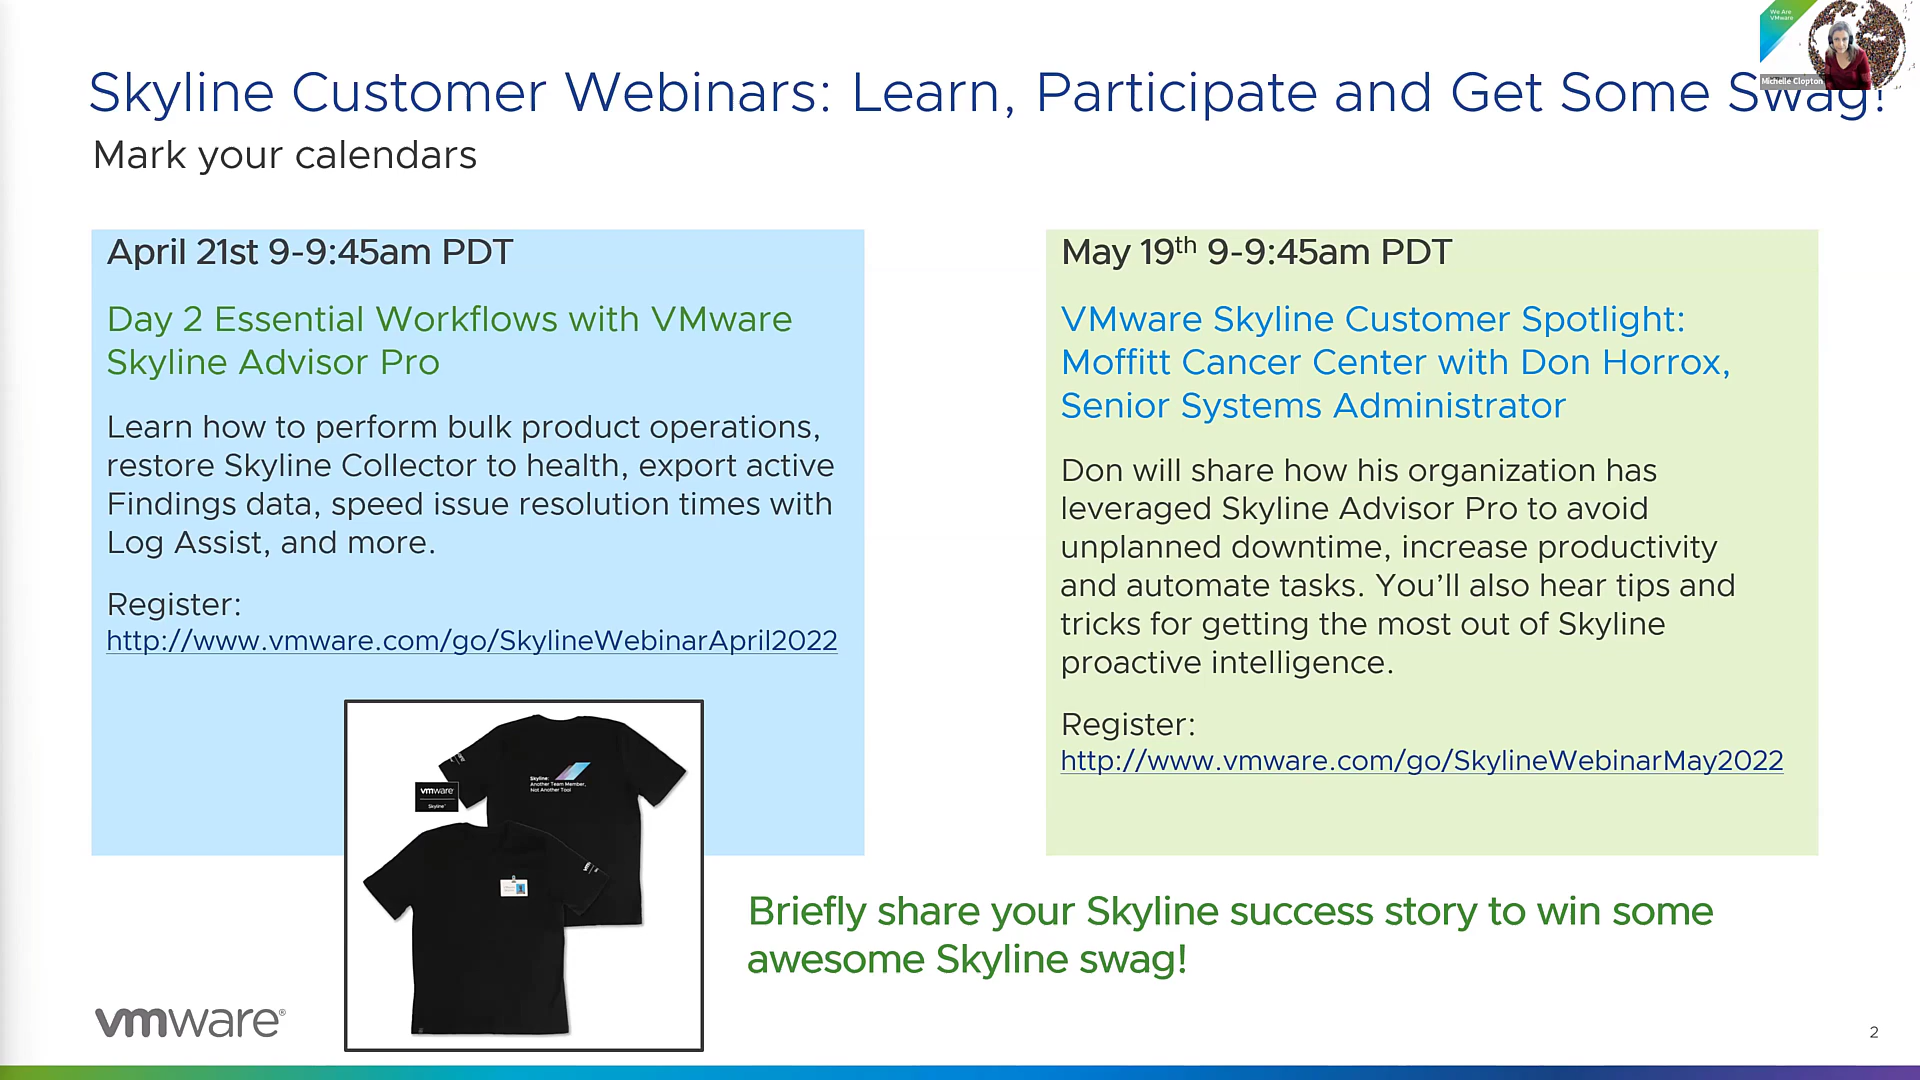 We Are
VMware
Michelle Clopton
Skyline Customer Webinars: Learn, Participate and Get Some Swag!
Mark your calendars
April 21st 9-9:45am PDT
Day 2 Essential Workflows with VMware
Skyline Advisor Pro
Learn how to perform bulk product operations,
restore Skyline Collector to health, export active
Findings data, speed issue resolution times with
Log Assist, and more.
Register:
http://www.vmware.com/go/SkylineWebinarApril2022
May 19th 9-9:45am PDT
VMware Skyline Customer Spotlight:
Moffitt Cancer Center with Don Horrox,
Senior Systems Administrator
Don will share how his organization has
leveraged Skyline Advisor Pro to avoid
unplanned downtime, increase productivity
and automate tasks. You’ll also hear tips and
tricks for getting the most out of Skyline
proactive intelligence.
Register:
http://www.vmware.com/go/SkylineWebinarMay2022
Skyline:
Another Team Member,
Not Another Tool
vmware
Skyline
Briefly share your Skyline success story to win some
awesome Skyline swag!
vmware®
2